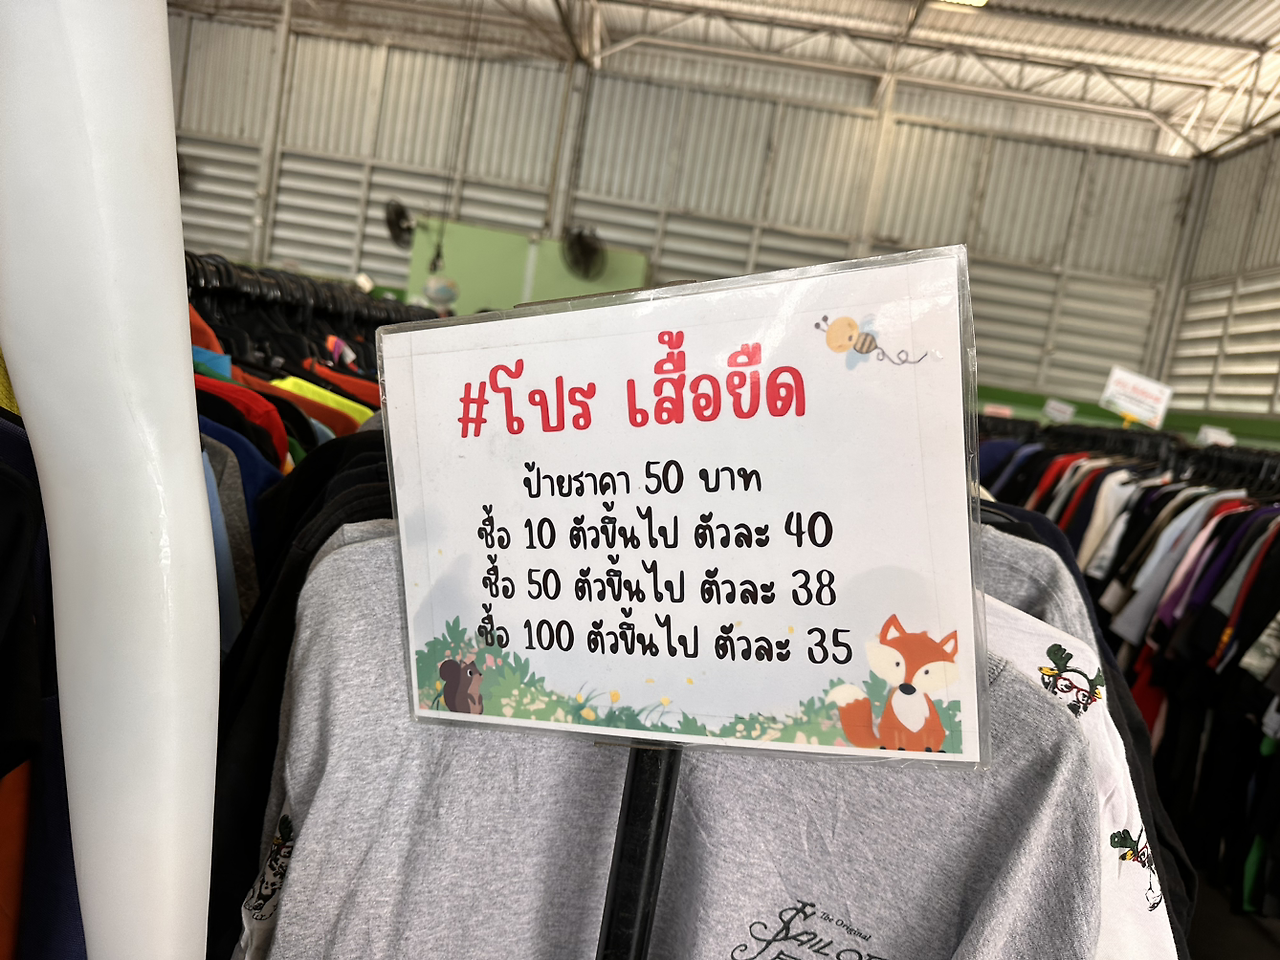 #โปร เสื้อยืด
ป้ายราคา 50 บาท
ซื้อ 10 ตัวขึ้นไป ตัวละ 40
ซื้อ 50 ตัวขึ้นไป ตัวละ 38
ซื้อ 100 ตัวขึ้นไป ตัวละ 35
The Original